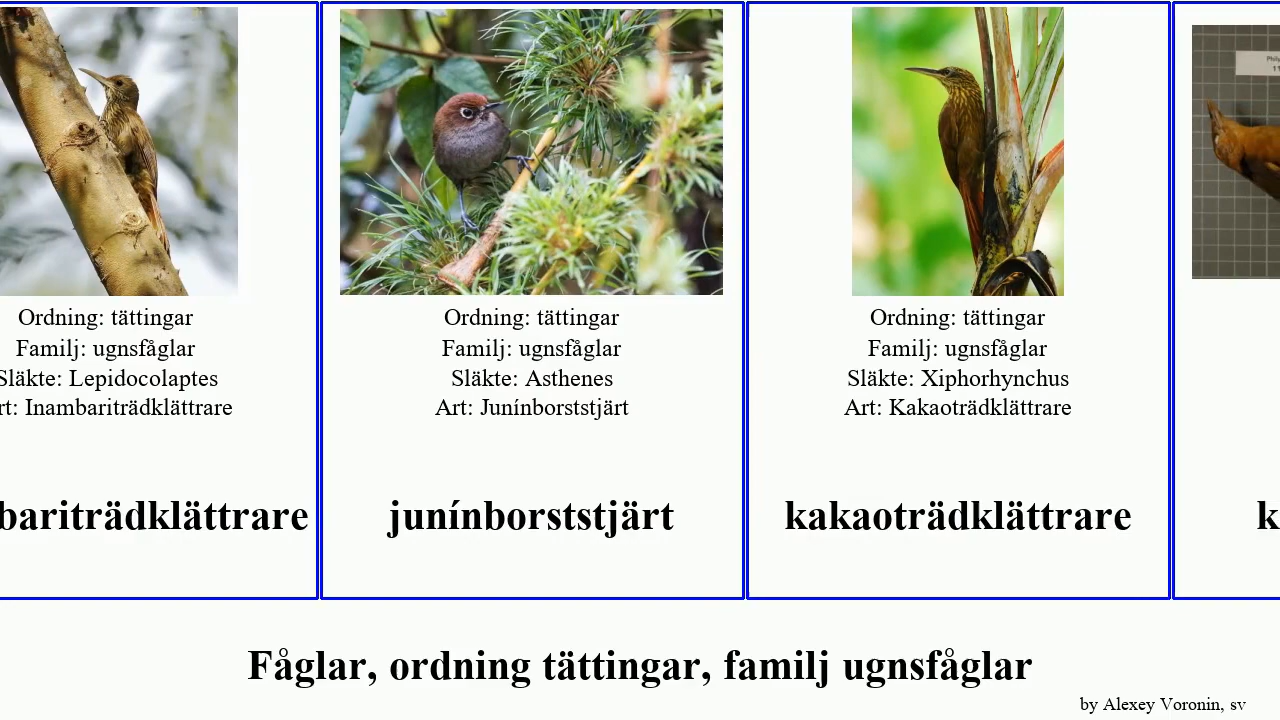 Ordning: tättingar
Familj: ugnsfåglar
Släkte: Lepidocolaptes
rt: Inambariträdklättrare
bariträdklättrare
Ordning: tättingar
Familj: ugnsfåglar
Släkte: Asthenes
Art: Junínborststjärt
junínborststjärt
Ordning: tättingar
Familj: ugnsfåglar
Släkte: Xiphorhynchus
Art: Kakaoträdklättrare
kakaoträdklättrare
k
Fåglar, ordning tättingar, familj ugnsfåglar
by Alexey Voronin, sv